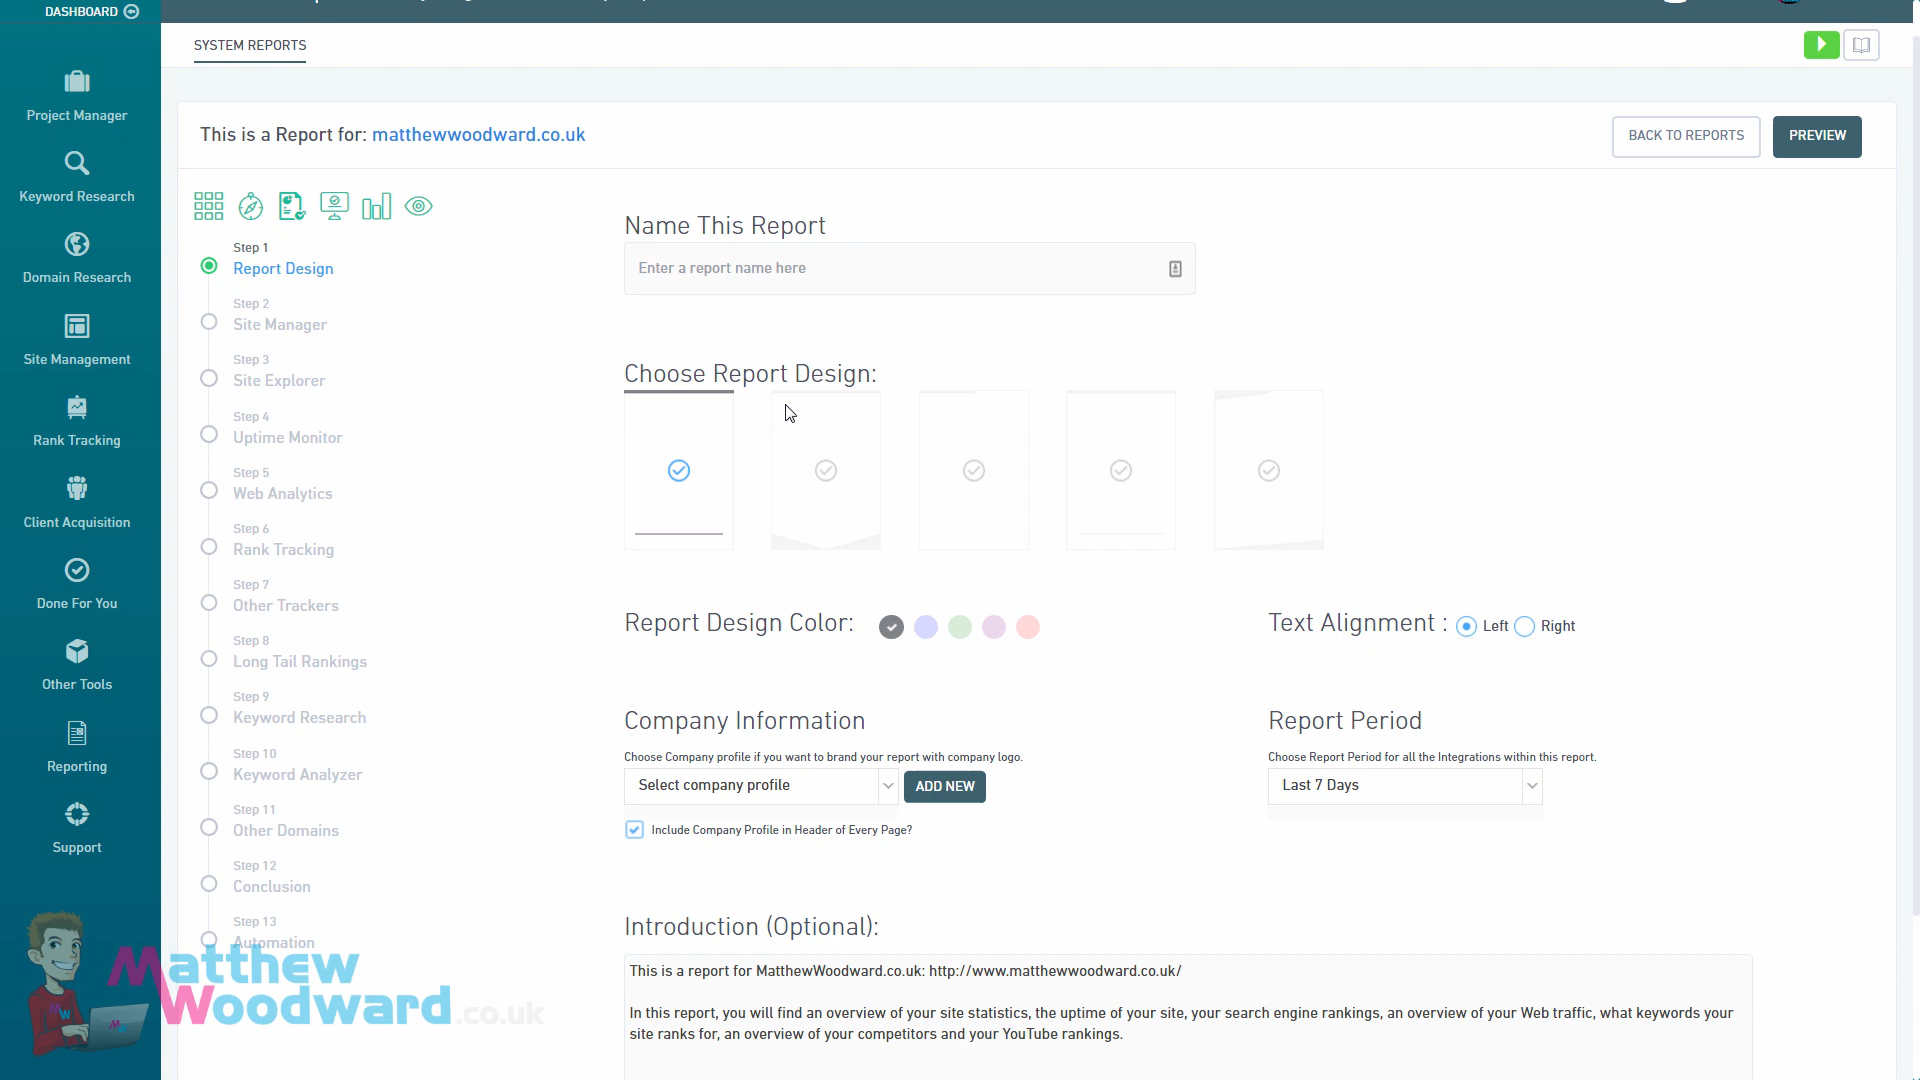 DASHBOARD
SYSTEM REPORTS
Project Manager
Keyword Research
Domain Research
Site Management
Rank Tracking
Client Acquisition
Done For You
Other Tools
Reporting
Support
This is a Report for: matthewwoodward.co.uk
BACK TO REPORTS
PREVIEW
Step 1
Report Design
Step 2
Site Manager
Step 3
Site Explorer
Step 4
Uptime Monitor
Step 5
Web Analytics
Step 6
Rank Tracking
Step 7
Other Trackers
Step 8
Long Tail Rankings
Step 9
Keyword Research
Step 10
Keyword Analyzer
Step 11
Other Domains
Step 12
Conclusion
Step 13
Automation
Name This Report
Enter a report name here
Choose Report Design:
Report Design Color:
Text Alignment : Left Right
Company Information
Choose Company profile if you want to brand your report with company logo.
Select company profile
ADD NEW
Include Company Profile in Header of Every Page?
Report Period
Choose Report Period for all the Integrations within this report.
Last 7 Days
Introduction (Optional):
This is a report for MatthewWoodward.co.uk: http://www.matthewwoodward.co.uk/
In this report, you will find an overview of your site statistics, the uptime of your site, your search engine rankings, an overview of your Web traffic, what keywords your
site ranks for, an overview of your competitors and your YouTube rankings.
Matthew
Woodward.co.uk
MW
MW